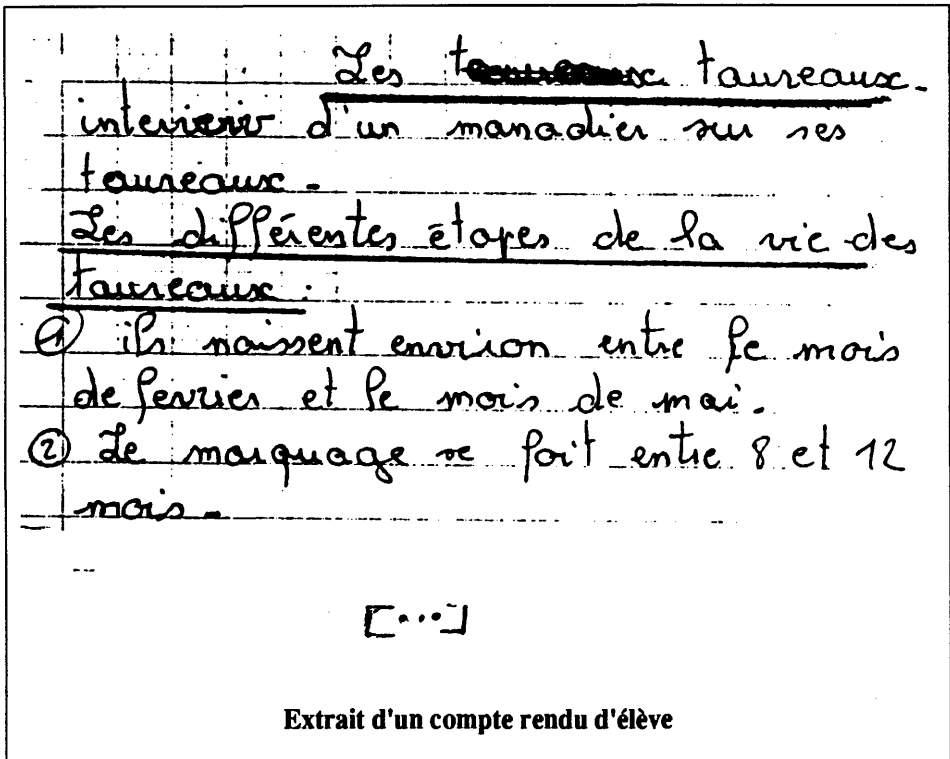 Les taureaux.
interview d'un manadier sur ses
taureaux.
Les différentes étapes de la vie des
taureaux :
① ils naissent environ entre le mois
de fevrier et le mois de mai.
② Le marquage se fait entre 8 et 12
mois.
[...]
Extrait d'un compte rendu d'élève